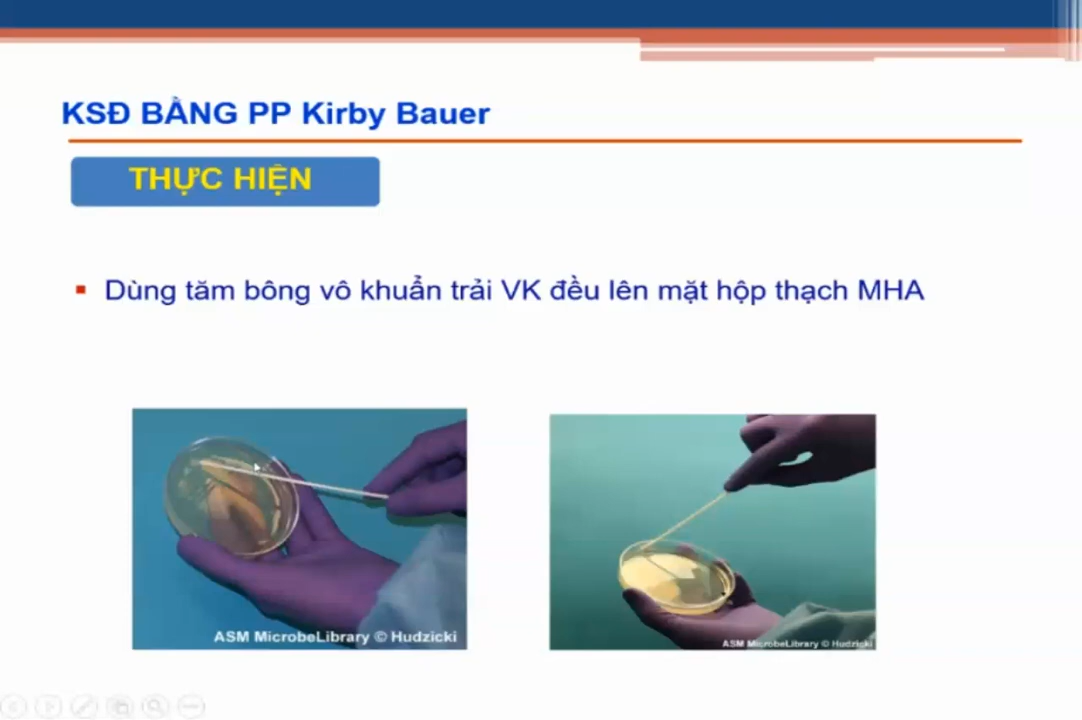 KSĐ BẰNG PP Kirby Bauer
THỰC HIỆN
Dùng tăm bông vô khuẩn trải VK đều lên mặt hộp thạch MHA
ASM MicrobeLibrary © Hudzicki
ASM MicrobeLibrary © Hudzicki